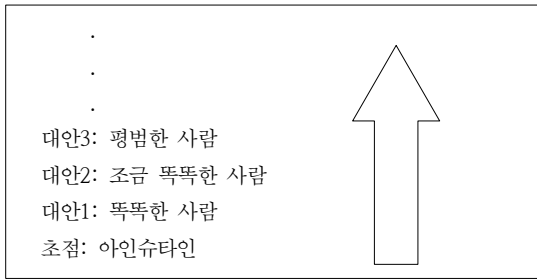 .
.
.
대안3: 평범한 사람
대안2: 조금 똑똑한 사람
대안1: 똑똑한 사람
초점: 아인슈타인